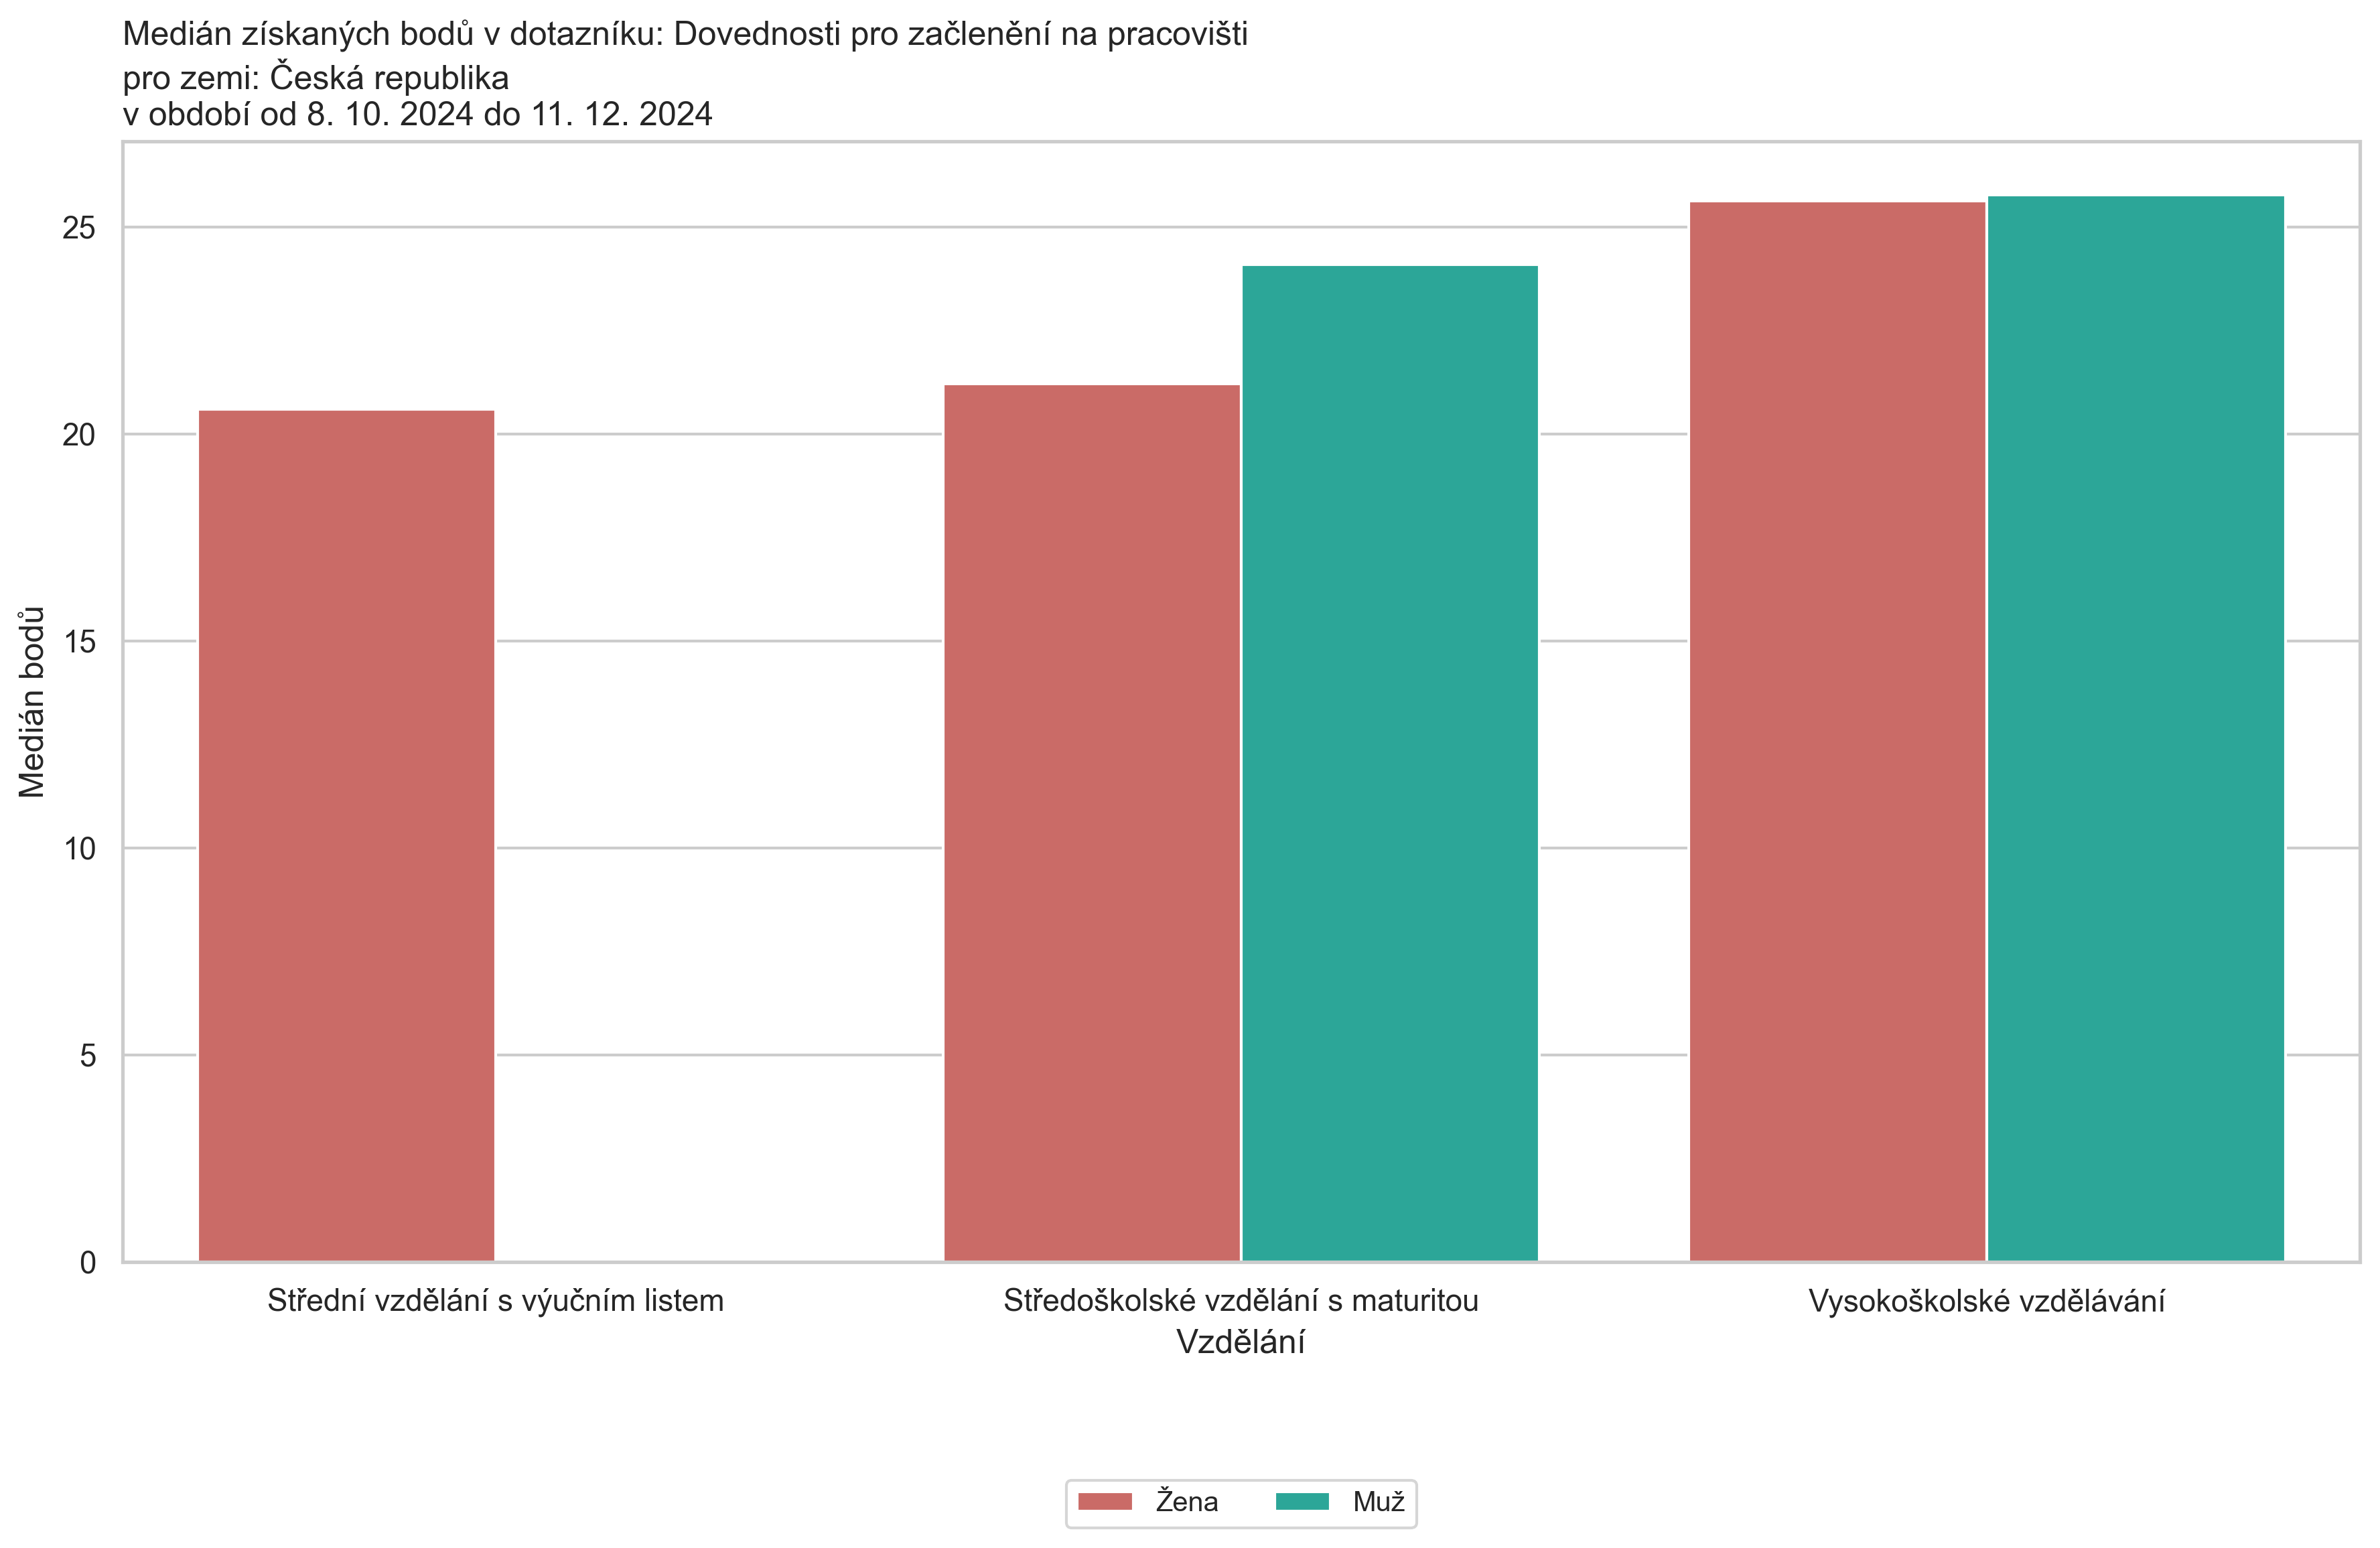 Medián získaných bodů v dotazníku: Dovednosti pro začlenění na pracovišti
pro zemi: Česká republika
v období od 8. 10. 2024 do 11. 12. 2024
Medián bodů
25
20
15
10
5
0
Střední vzdělání s výučním listem
Středoškolské vzdělání s maturitou
Vysokoškolské vzdělávání
Vzdělání
Žena
Muž